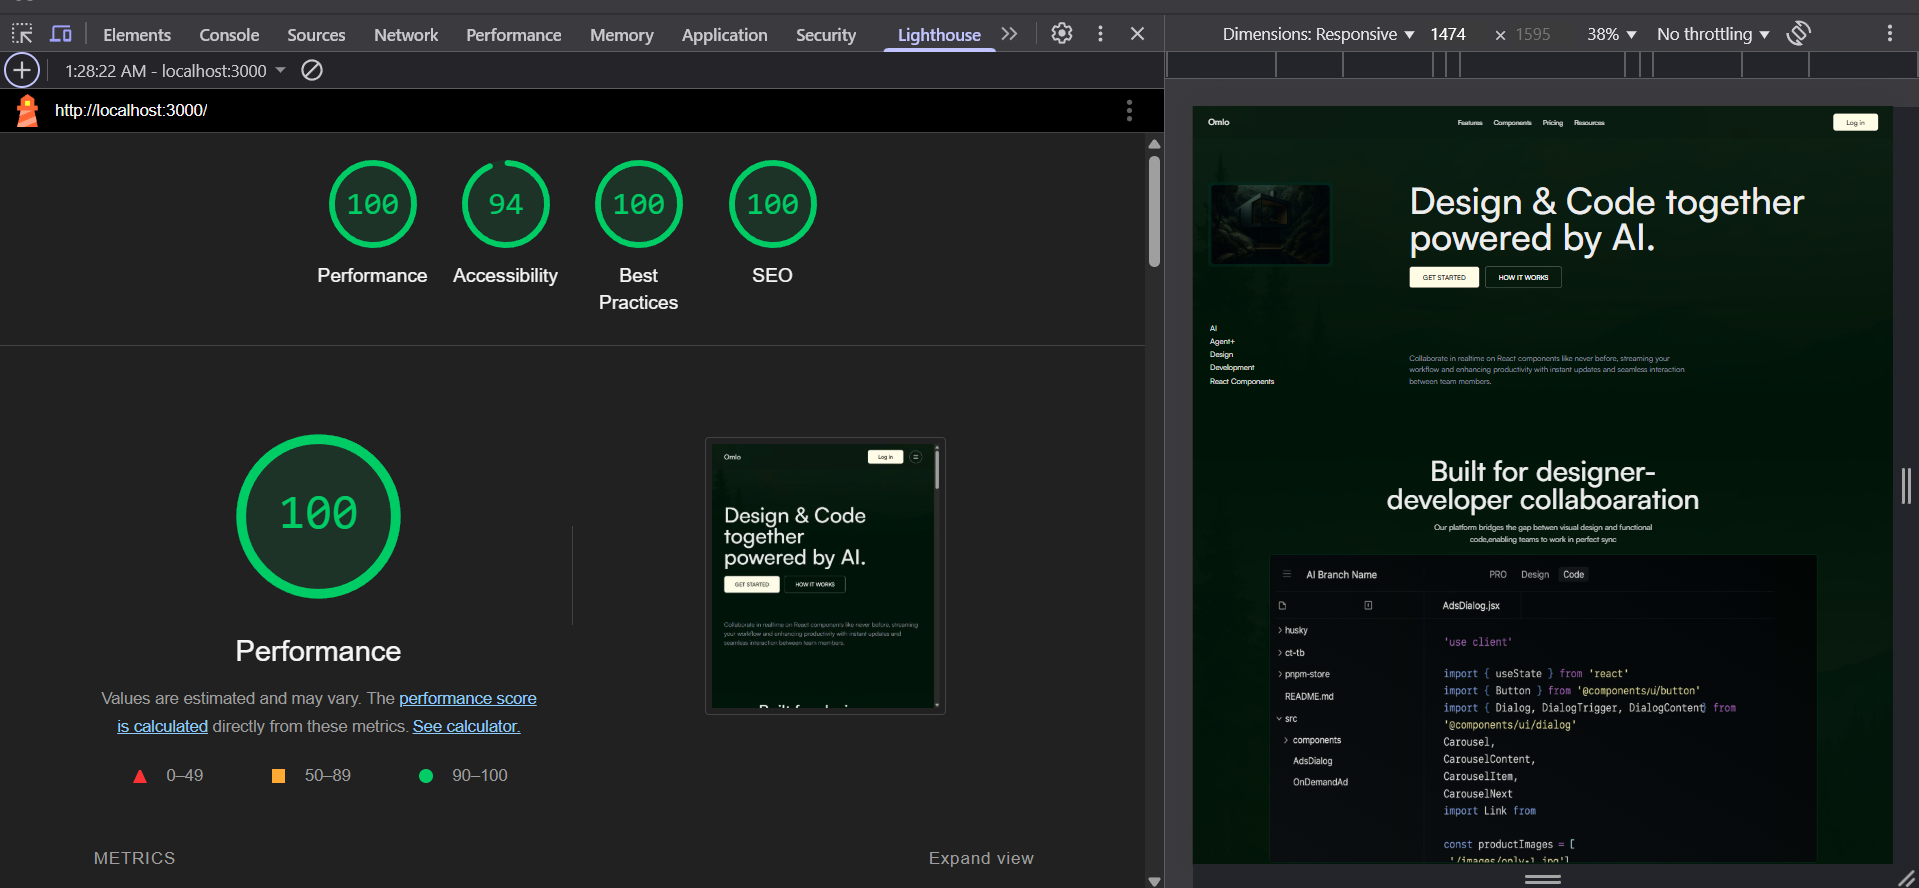 Elements Console Sources Network Performance Memory Application Security Lighthouse
Dimensions: Responsive 1474 × 1595 38% No throttling
1:28:22 AM - localhost:3000
http://localhost:3000/
100 94 100 100
Performance Accessibility Best Practices SEO
100
Performance
Values are estimated and may vary. The performance score
is calculated directly from these metrics. See calculator.
0–49 50–89 90–100
METRICS Expand view
Omlo Log in
Design & Code
together
powered by AI.
GET STARTED HOW IT WORKS
Collaborate in realtime on React components like never before, streaming
your workflow and enhancing productivity with instant updates and
seamless interaction between team members.
Omlo Features Components Pricing Resources Log in
Design & Code together
powered by AI.
GET STARTED HOW IT WORKS
AI
Agent+
Design
Development
React Components
Collaborate in realtime on React components like never before, streaming your
workflow and enhancing productivity with instant updates and seamless interaction
between team members.
Built for designer-
developer collaboaration
Our platform bridges the gap betwen visual design and functional
code,enabling teams to work in perfect sync
AI Branch Name PRO Design Code
AdsDialog.jsx
husky
ct-tb
pnpm-store
README.md
src
components
AdsDialog
OnDemandAd
'use client'
import { useState } from 'react'
import { Button } from '@components/ui/button'
import { Dialog, DialogTrigger, DialogContent} from
'@components/ui/dialog'
Carousel,
CarouselContent,
CarouselItem,
CarouselNext
import Link from
const productImages = [